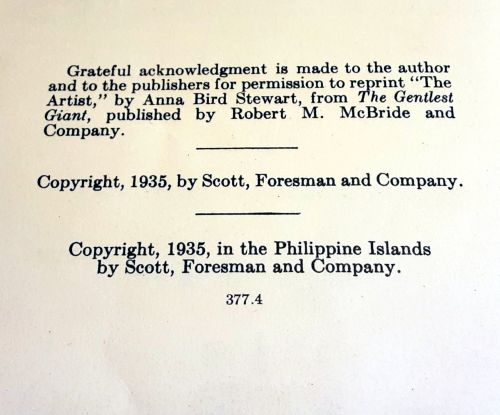 Grateful acknowledgment is made to the author
and to the publishers for permission to reprint "The
Artist," by Anna Bird Stewart, from The Gentlest
Giant, published by Robert M. McBride and
Company.
Copyright, 1935, by Scott, Foresman and Company.
Copyright, 1935, in the Philippine Islands
by Scott, Foresman and Company.
377.4